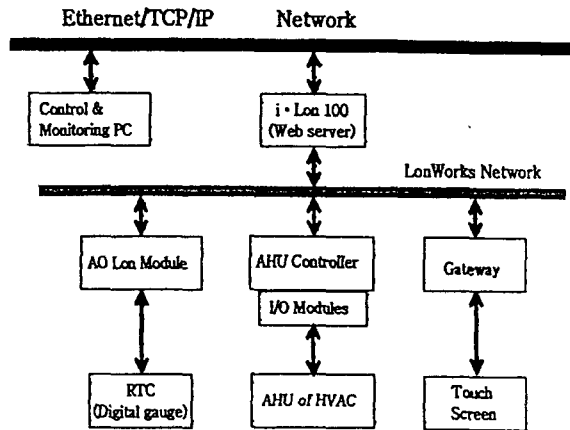 Ethernet/TCP/IP Network
Control &
Monitoring PC
i・Lon 100
(Web server)
LonWorks Network
AO Lon Module
AHU Controller
I/O Modules
Gateway
RTC
(Digital gauge)
AHU of HVAC
Touch
Screen